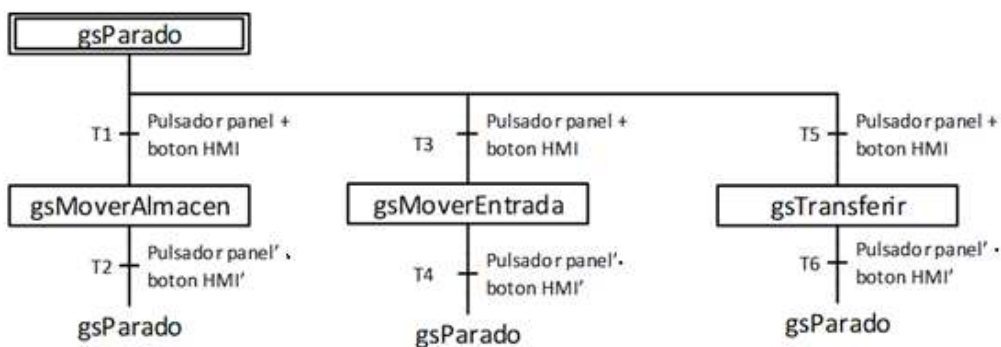 gsParado
T1
Pulsador panel +
boton HMI
T3
Pulsador panel +
boton HMI
T5
Pulsador panel +
boton HMI
gsMoverAlmacen
gsMoverEntrada
gsTransferir
T2
Pulsador panel'.
boton HMI'
T4
Pulsador panel'.
boton HMI'
T6
Pulsador panel'.
boton HMI'
gsParado
gsParado
gsParado